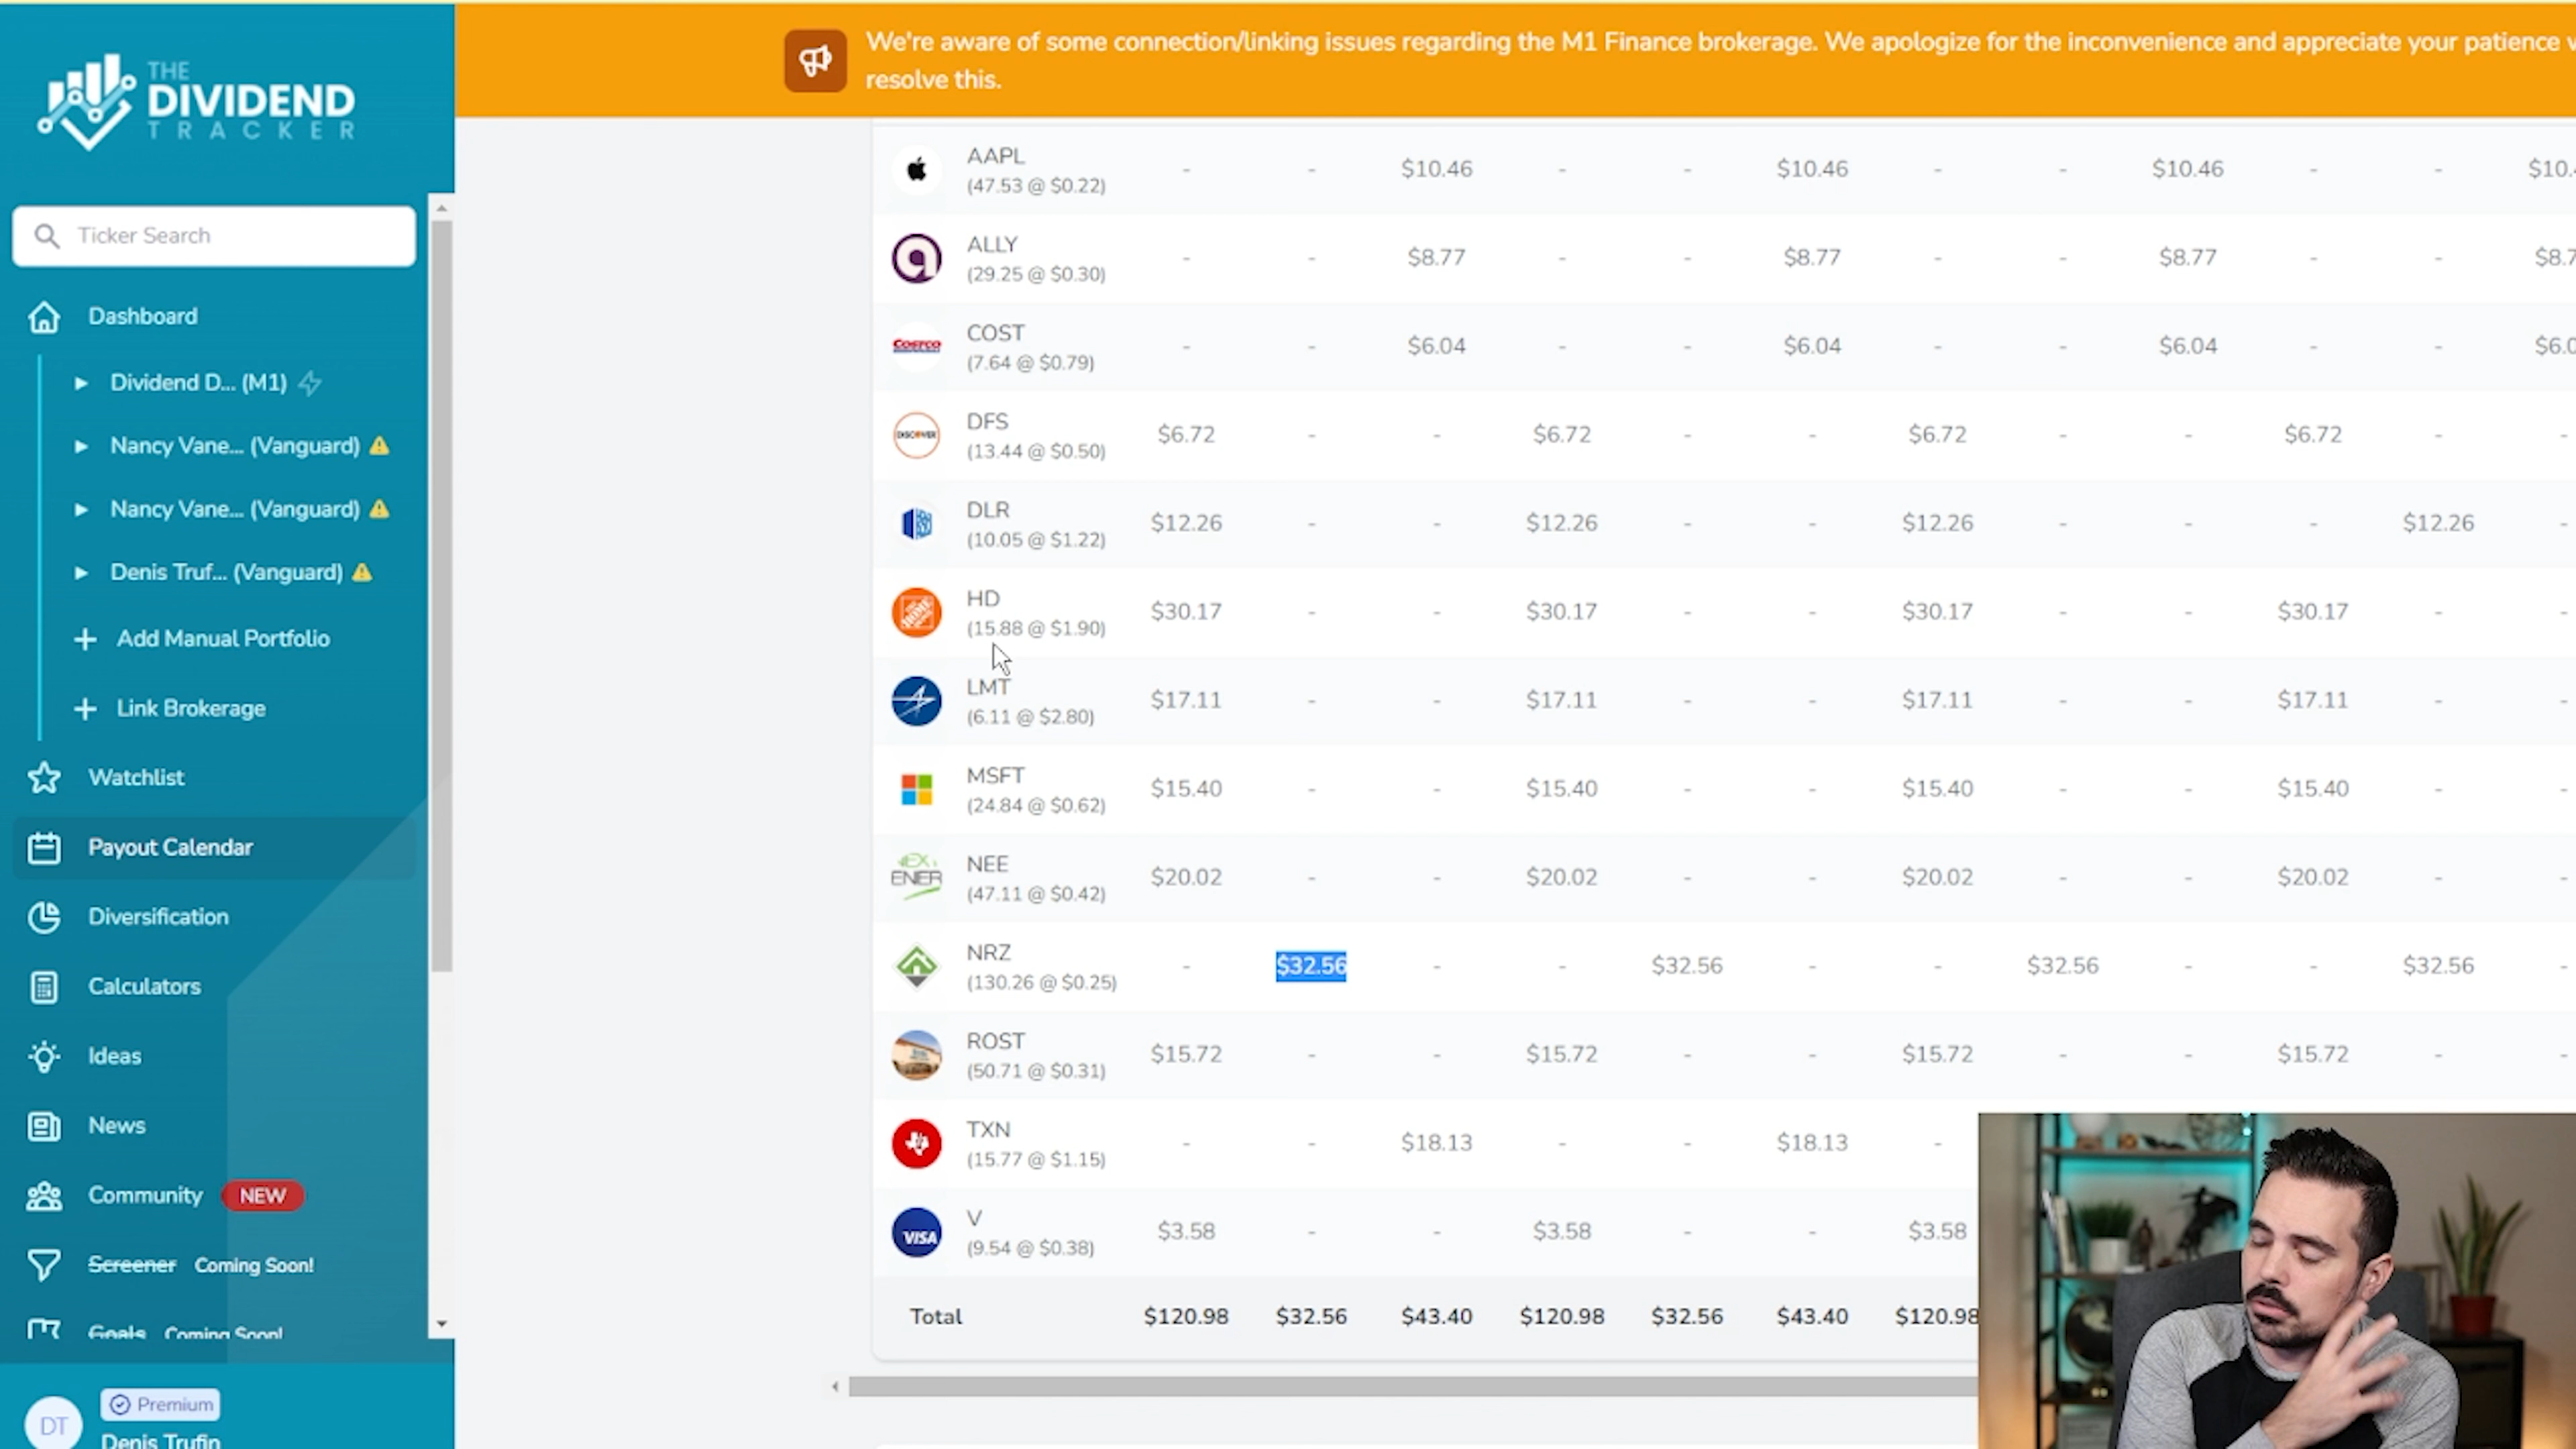 THE
DIVIDEND
TRACKER
Ticker Search
Dashboard
Dividend D... (M1)
Nancy Vane... (Vanguard)
Nancy Vane... (Vanguard)
Denis Truf... (Vanguard)
Add Manual Portfolio
Link Brokerage
Watchlist
Payout Calendar
Diversification
Calculators
Ideas
News
Community NEW
Screener Coming Soon!
Goals Coming Soon!
DT
Premium
Denis Trufin
We're aware of some connection/linking issues regarding the M1 Finance brokerage. We apologize for the inconvenience and appreciate your patience
resolve this.
AAPL
(47.53 @ $0.22) - - $10.46 - - $10.46 - - $10.46 - - $10.
ALLY
(29.25 @ $0.30) - - $8.77 - - $8.77 - - $8.77 - - $8.7
COSTCO
COST
(7.64 @ $0.79) - - $6.04 - - $6.04 - - $6.04 - - $6.0
DISCOVER
DFS
(13.44 @ $0.50) $6.72 - - $6.72 - - $6.72 - - $6.72 - -
DLR
(10.05 @ $1.22) $12.26 - - $12.26 - - $12.26 - - - $12.26 -
HD
(15.88 @ $1.90) $30.17 - - $30.17 - - $30.17 - - $30.17 - -
LMT
(6.11 @ $2.80) $17.11 - - $17.11 - - $17.11 - - $17.11 - -
MSFT
(24.84 @ $0.62) $15.40 - - $15.40 - - $15.40 - - $15.40 - -
NEE
(47.11 @ $0.42) $20.02 - - $20.02 - - $20.02 - - $20.02 - -
NRZ
(130.26 @ $0.25) - $32.56 - - $32.56 - - $32.56 - - $32.56 -
ROST
(50.71 @ $0.31) $15.72 - - $15.72 - - $15.72 - - $15.72 - -
TXN
(15.77 @ $1.15) - - $18.13 - - $18.13 -
VISA
V
(9.54 @ $0.38) $3.58 - - $3.58 - - $3.58
Total $120.98 $32.56 $43.40 $120.98 $32.56 $43.40 $120.98